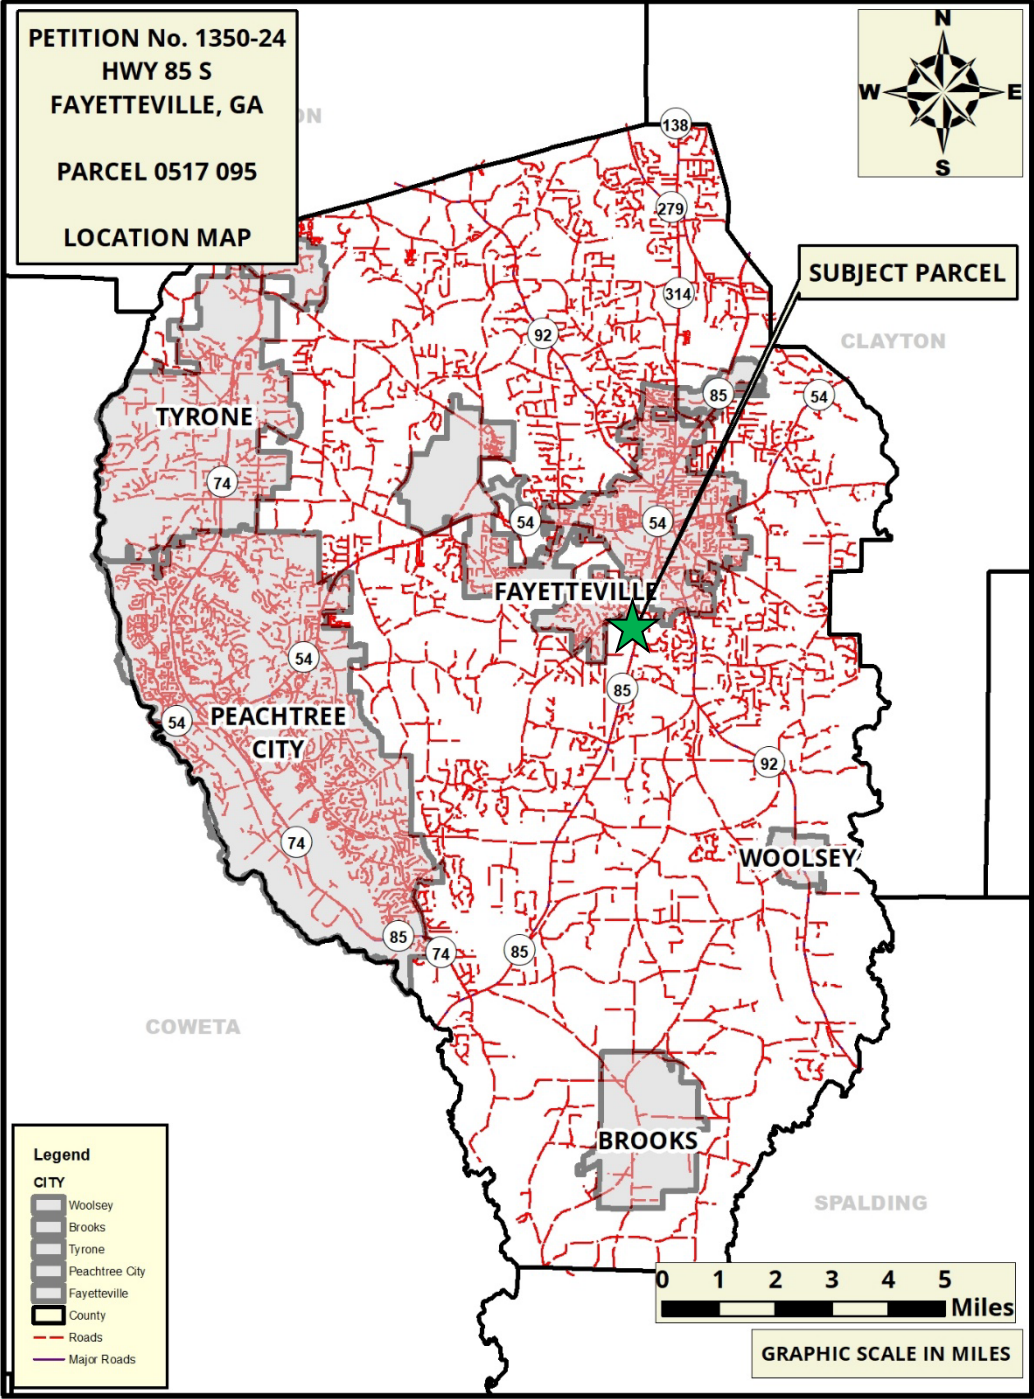 PETITION No. 1350-24
HWY 85 S
FAYETTEVILLE, GA
PARCEL 0517 095
LOCATION MAP
N
W
E
S
ON
138
279
SUBJECT PARCEL
314
92
CLAYTON
85
54
TYRONE
74
54
54
FAYETTEVILLE
54
85
PEACHTREE
CITY
54
92
74
WOOLSEY
85
74
85
COWETA
BROOKS
SPALDING
Legend
CITY
Woolsey
Brooks
Tyrone
Peachtree City
Fayetteville
County
Roads
Major Roads
0 1 2 3 4 5
Miles
GRAPHIC SCALE IN MILES